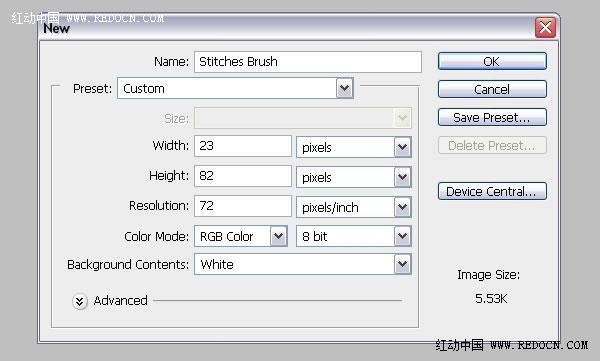 红动中国 WWW.REDOCN.COM
New
Name: Stitches Brush
OK
Preset: Custom
Cancel
Size:
Save Preset...
Width: 23 pixels
Delete Preset...
Height: 82 pixels
Device Central...
Resolution: 72 pixels/inch
Color Mode: RGB Color 8 bit
Background Contents: White
Image Size:
Advanced
5.53K
红动中国 WWW.REDOCN.COM